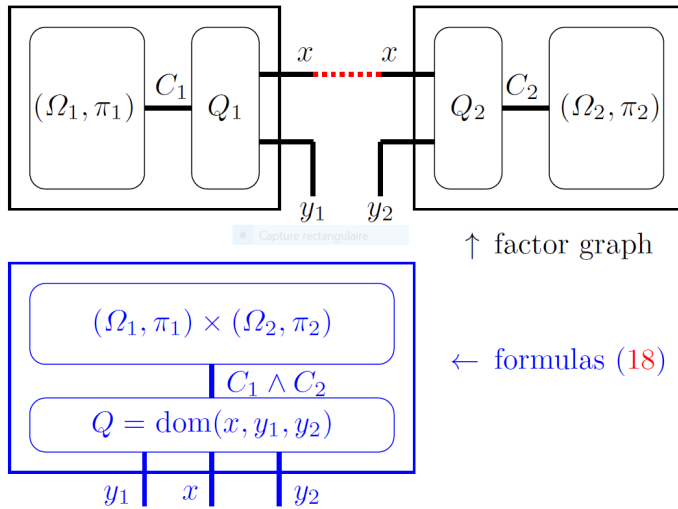 x x
(Ω₁, π₁) C₁ Q₁ Q₂ C₂ (Ω₂, π₂)
y₁ y₂
Capture rectangulaire
↑ factor graph
(Ω₁, π₁) × (Ω₂, π₂)
← formulas (18)
C₁ ∧ C₂
Q = dom(x, y₁, y₂)
y₁ x y₂